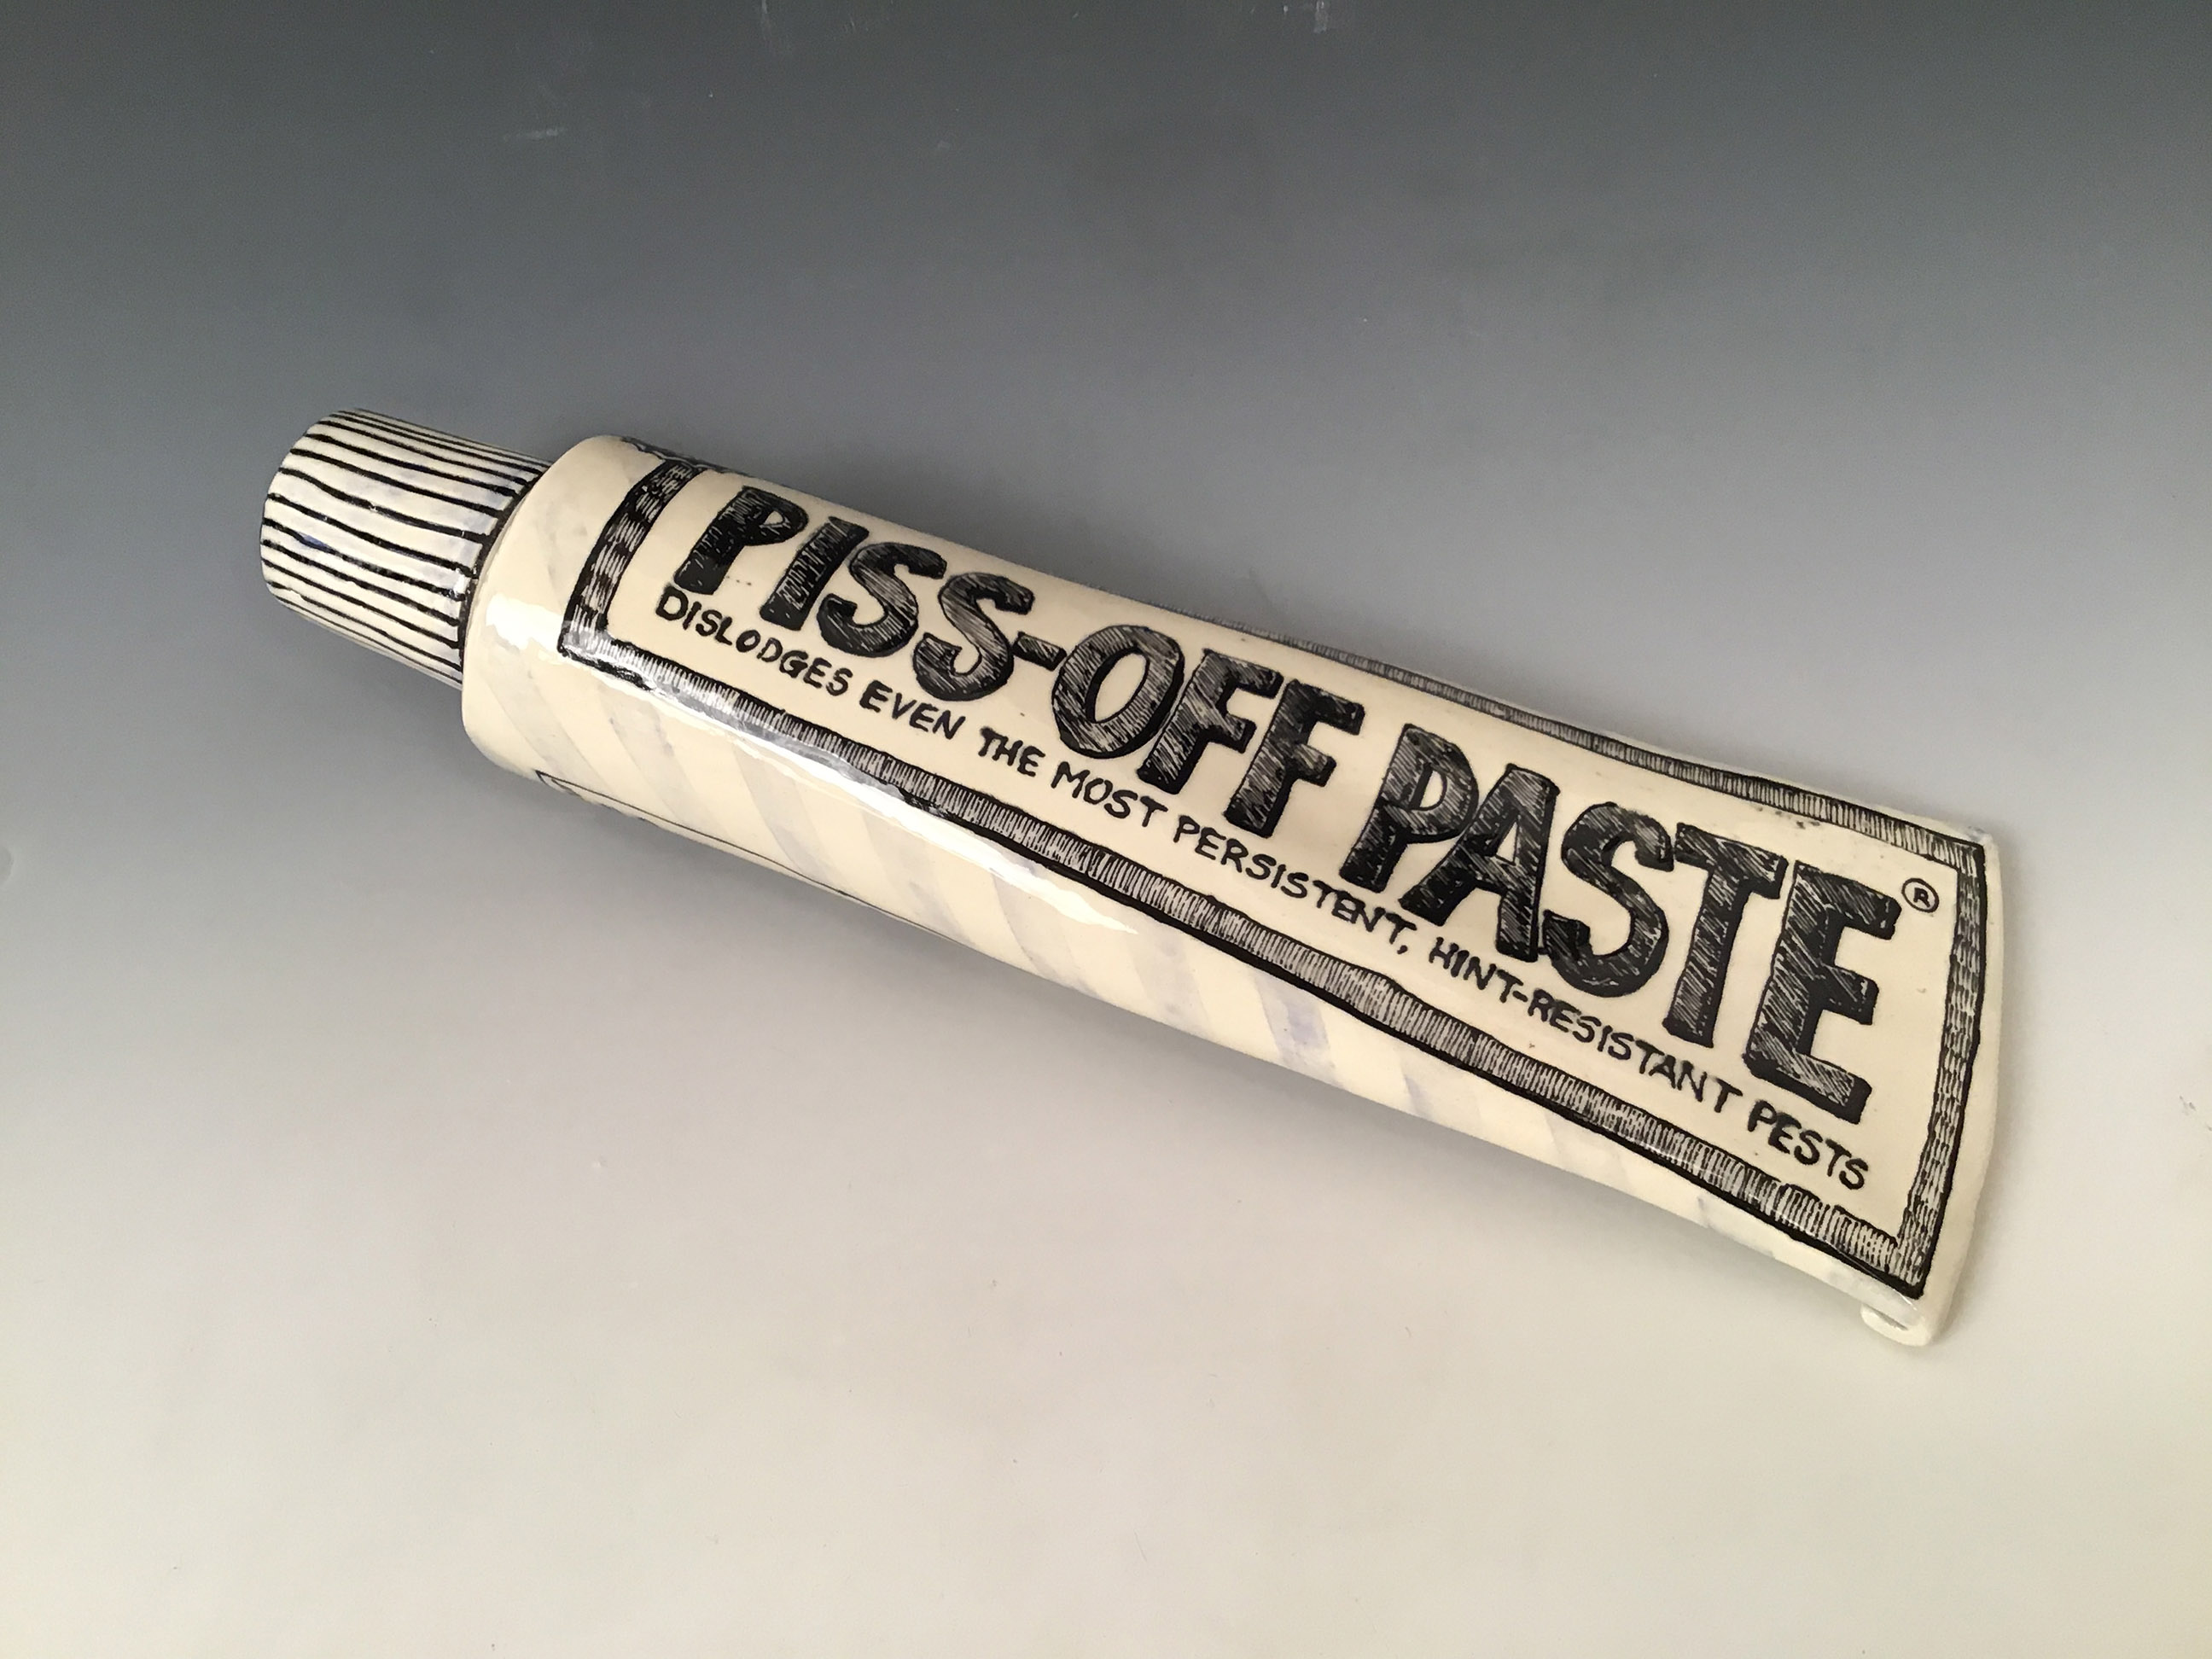 PISS-OFF PASTE®
DISLODGES EVEN THE MOST PERSISTENT, HINT-RESISTANT PESTS